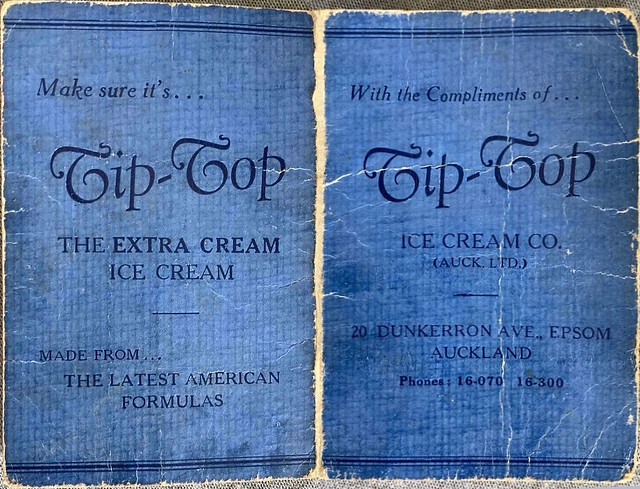 Make sure it's...
Tip-Top
THE EXTRA CREAM
ICE CREAM
MADE FROM...
THE LATEST AMERICAN
FORMULAS
With the Compliments of...
Tip-Top
ICE CREAM CO.
(AUCK. LTD.)
20 DUNKERRON AVE., EPSOM
AUCKLAND
Phones: 16-070 16-300